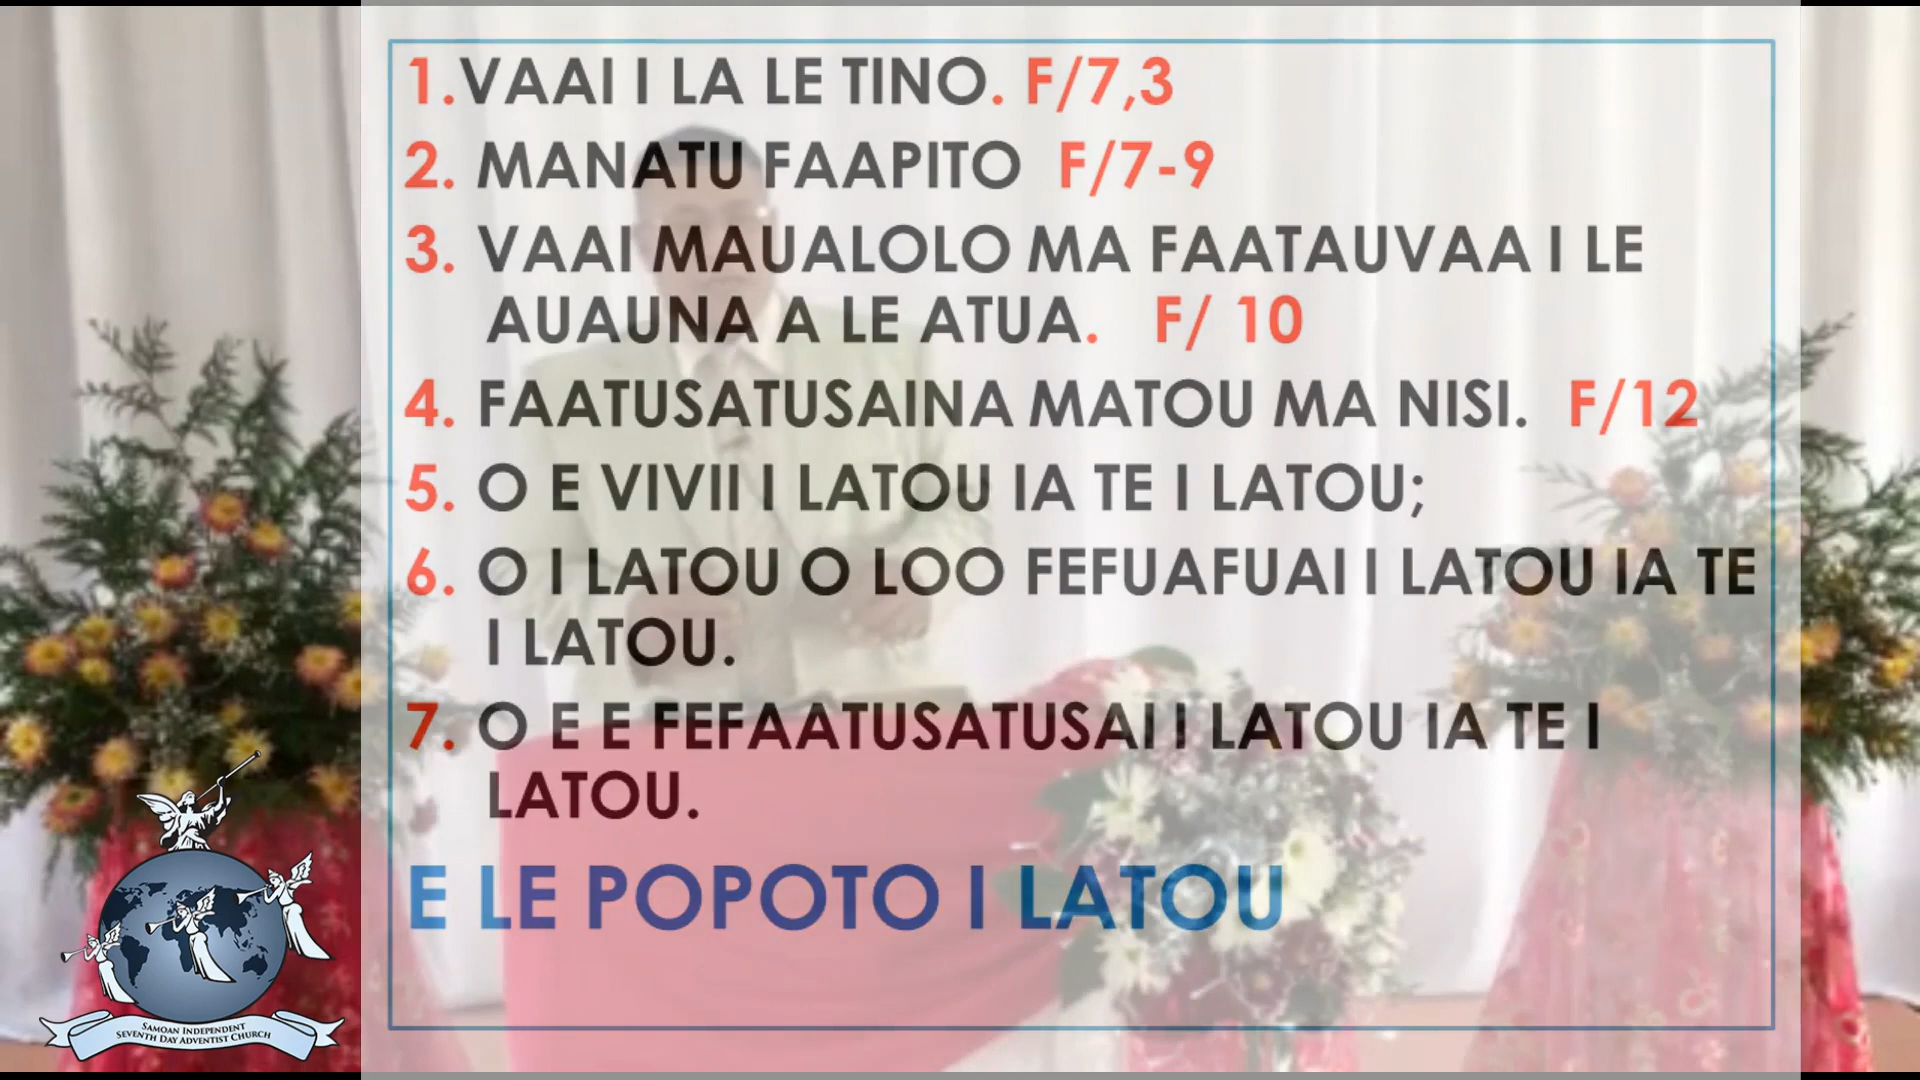 1.VAAI I LA LE TINO. F/7,3
2. MANATU FAAPITO F/7-9
3. VAAI MAUALOLO MA FAATAUVAA I LE
AUAUNA A LE ATUA. F/ 10
4. FAATUSATUSAINA MATOU MA NISI. F/12
5. O E VIVII I LATOU IA TE I LATOU;
6. O I LATOU O LOO FEFUAFUAI I LATOU IA TE
I LATOU.
7. O E E FEFAATUSATUSAI I LATOU IA TE I
LATOU.
E LE POPOTO I LATOU
SAMOAN INDEPENDENT
SEVENTH DAY ADVENTIST CHURCH